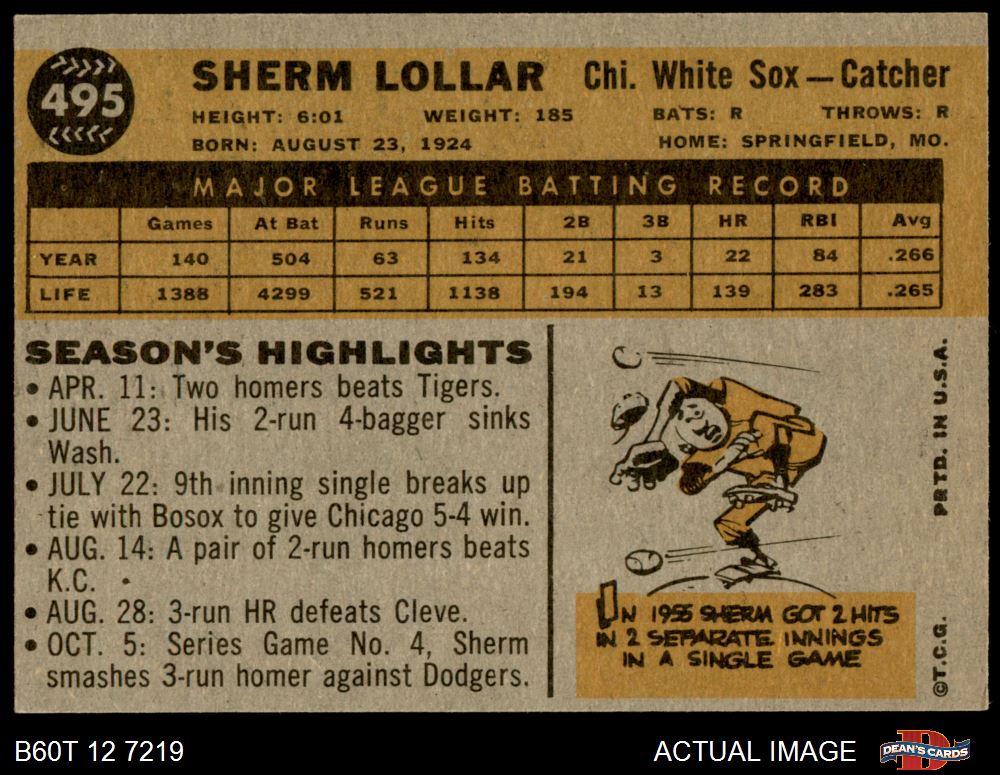 495
SHERM LOLLAR Chi. White Sox — Catcher
HEIGHT: 6:01 WEIGHT: 185 BATS: R THROWS: R
BORN: AUGUST 23, 1924 HOME: SPRINGFIELD, MO.
MAJOR LEAGUE BATTING RECORD
Games At Bat Runs Hits 2B 3B HR RBI Avg
YEAR 140 504 63 134 21 3 22 84 .266
LIFE 1388 4299 521 1138 194 13 139 283 .265
SEASON'S HIGHLIGHTS
• APR. 11: Two homers beats Tigers.
• JUNE 23: His 2-run 4-bagger sinks
Wash.
• JULY 22: 9th inning single breaks up
tie with Bosox to give Chicago 5-4 win.
• AUG. 14: A pair of 2-run homers beats
K.C.
• AUG. 28: 3-run HR defeats Cleve.
• OCT. 5: Series Game No. 4, Sherm
smashes 3-run homer against Dodgers.
IN 1955 SHERM GOT 2 HITS
IN 2 SEPARATE INNINGS
IN A SINGLE GAME
©T.C.G. PRTD. IN U.S.A.
B60T 12 7219 ACTUAL IMAGE DEAN'S CARDS